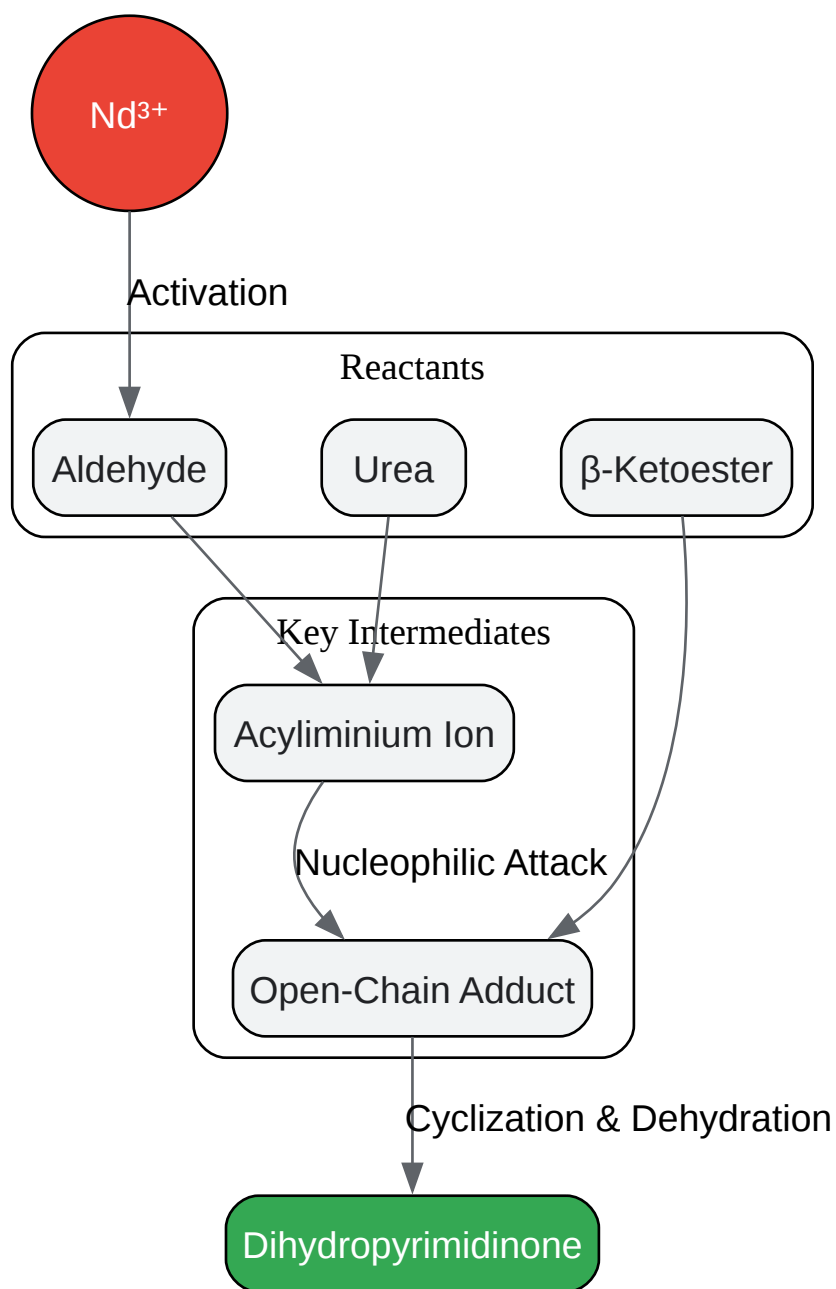 Nd³⁺
Activation
Reactants
Aldehyde
Urea
β-Ketoester
Key Intermediates
Acyliminium Ion
Nucleophilic Attack
Open-Chain Adduct
Cyclization & Dehydration
Dihydropyrimidinone